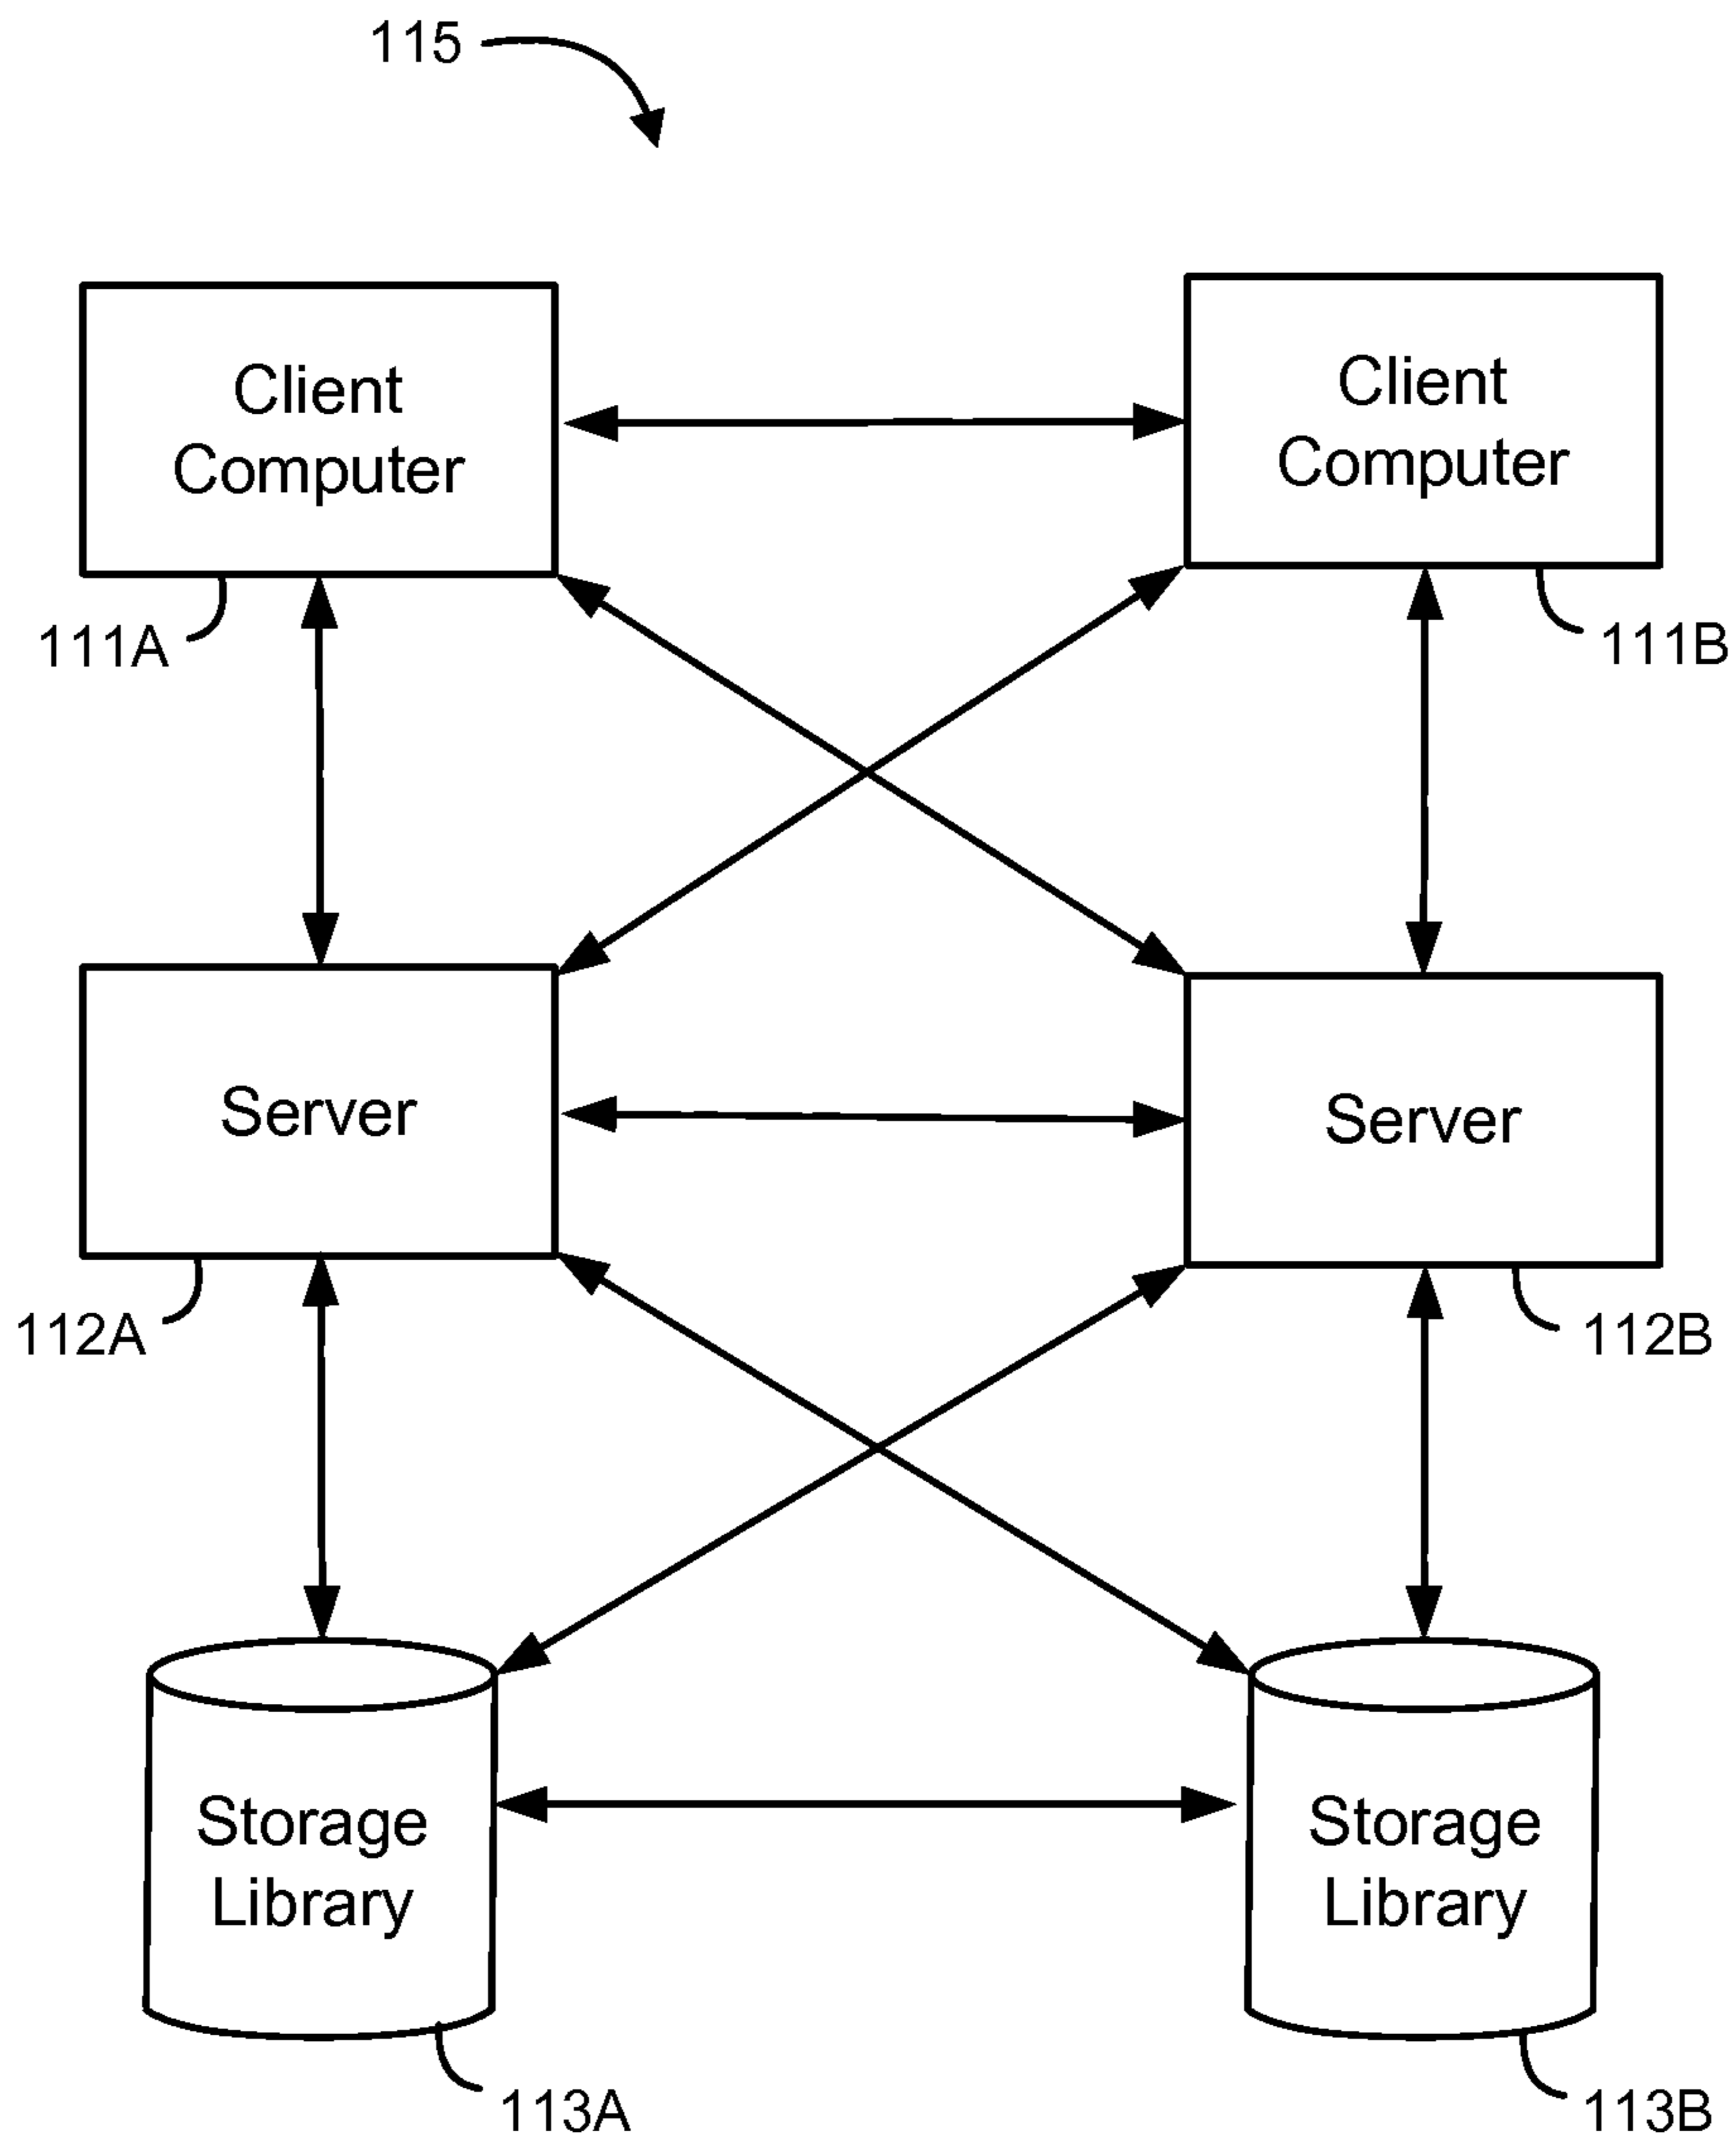 115
Client
Computer
Client
Computer
111A
111B
Server
Server
112A
112B
Storage
Library
Storage
Library
113A
113B